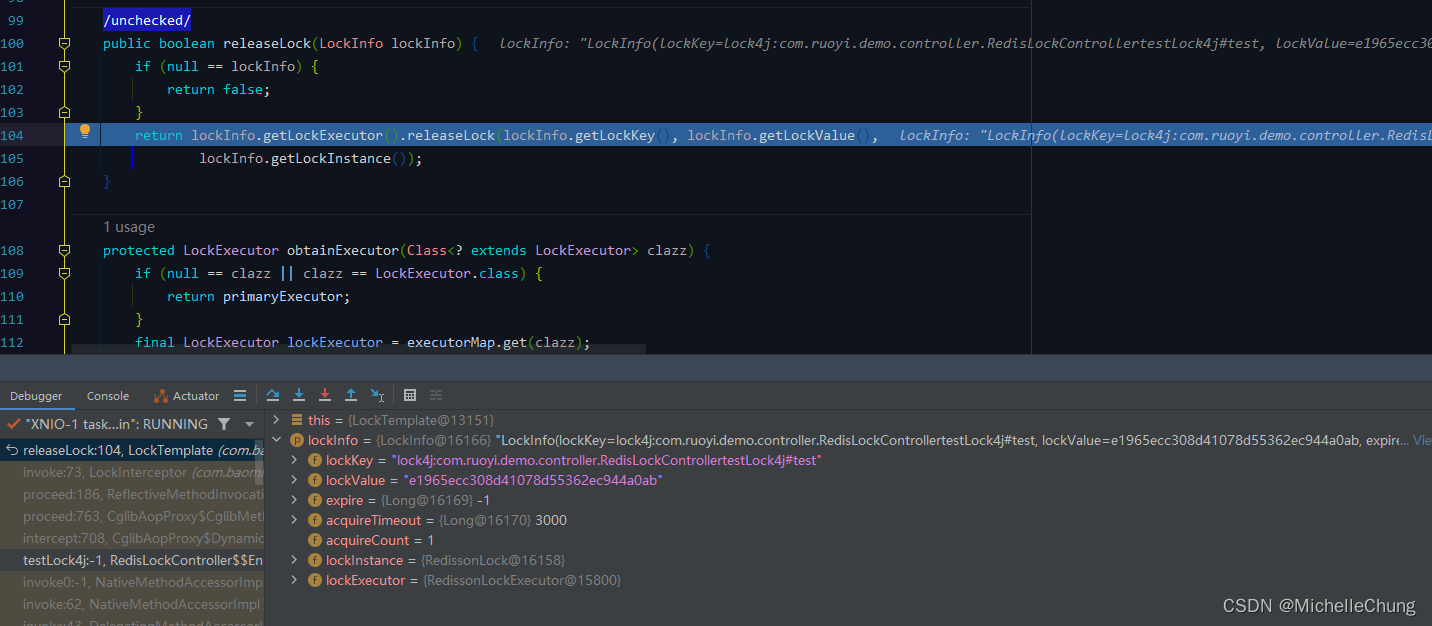 99 /unchecked/
100 public boolean releaseLock(LockInfo lockInfo) { lockInfo: "LockInfo(lockKey=lock4j:com.ruoyi.demo.controller.RedisLockControllertestLock4j#test, lockValue=e1965ecc30
101 if (null == lockInfo) {
102 return false;
103 }
104 return lockInfo.getLockExecutor().releaseLock(lockInfo.getLockKey(), lockInfo.getLockValue(), lockInfo: "LockInfo(lockKey=lock4j:com.ruoyi.demo.controller.RedisL
105 lockInfo.getLockInstance());
106 }
107
1 usage
108 protected LockExecutor obtainExecutor(Class<? extends LockExecutor> clazz) {
109 if (null == clazz || clazz == LockExecutor.class) {
110 return primaryExecutor;
111 }
112 final LockExecutor lockExecutor = executorMap.get(clazz);
Debugger Console Actuator
"XNIO-1 task...in": RUNNING
releaseLock:104, LockTemplate (com.ba
invoke:73, LockInterceptor (com.baomi
proceed:186, ReflectiveMethodInvocati
proceed:763, CglibAopProxy$CglibMet
intercept:708, CglibAopProxy$Dynamic
testLock4j:-1, RedisLockController$$En
invoke0:-1, NativeMethodAccessorImp
invoke:62, NativeMethodAccessorImpl
invoke:43, DelegatingMethodAccessorI
this = {LockTemplate@13151}
lockInfo = {LockInfo@16166} "LockInfo(lockKey=lock4j:com.ruoyi.demo.controller.RedisLockControllertestLock4j#test, lockValue=e1965ecc308d41078d55362ec944a0ab, expire... Vie
lockKey = "lock4j:com.ruoyi.demo.controller.RedisLockControllertestLock4j#test"
lockValue = "e1965ecc308d41078d55362ec944a0ab"
expire = {Long@16169} -1
acquireTimeout = {Long@16170} 3000
acquireCount = 1
lockInstance = {RedissonLock@16158}
lockExecutor = {RedissonLockExecutor@15800}
CSDN @MichelleChung